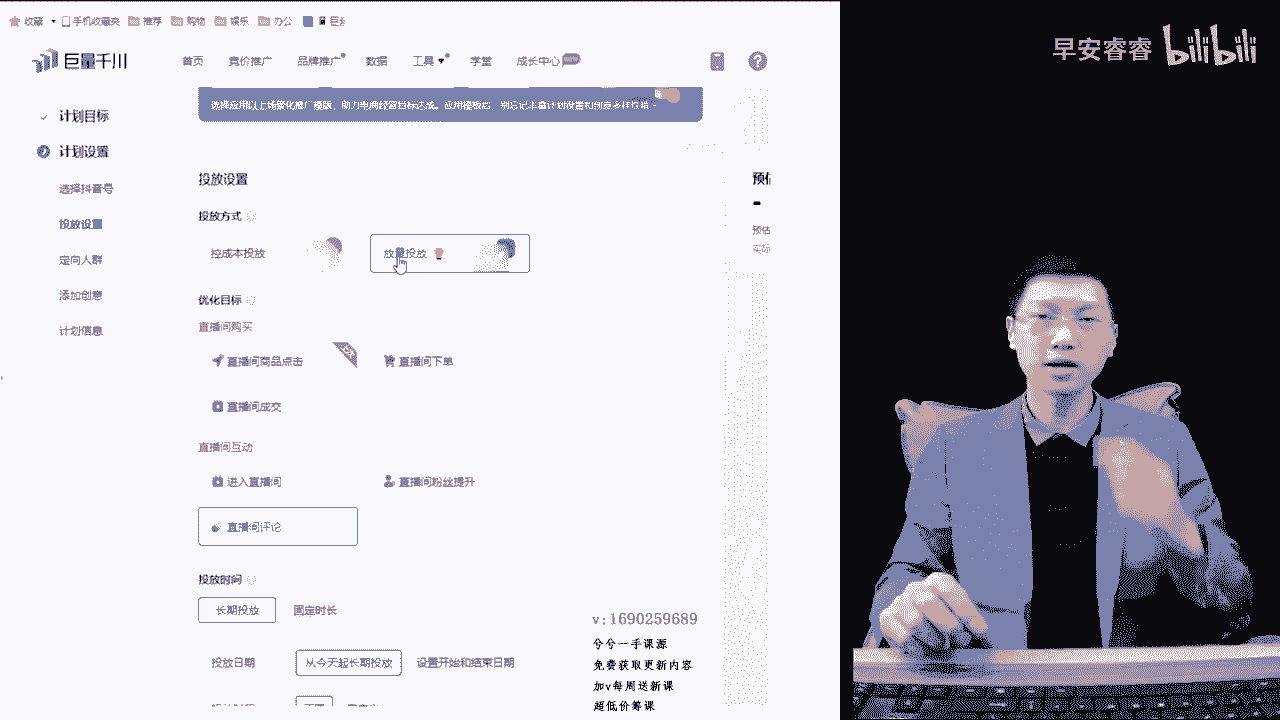 收藏 手机收藏夹 推荐 购物 娱乐 办公
早安睿睿 bilibili
巨量千川 首页 竞价推广 品牌推广 数据 工具 学堂 成长中心
选择应用以上场景化推广模版，助力电商经营目标达成。应用模板后，别忘记丰富计划设置和创意多样性哦~
计划目标
计划设置
选择抖音号
投放设置
定向人群
添加创意
计划信息
投放设置
投放方式
控成本投放 放量投放
优化目标
直播间购买
直播间商品点击 直播间下单
直播间成交
直播间互动
进入直播间 直播间粉丝提升
直播间评论
投放时间
长期投放 固定时长
投放日期 从今天起长期投放 设置开始和结束日期
预估
预估
实际
v:1690259689
兮兮一手课源
免费获取更新内容
加v每周送新课
超低价筹课